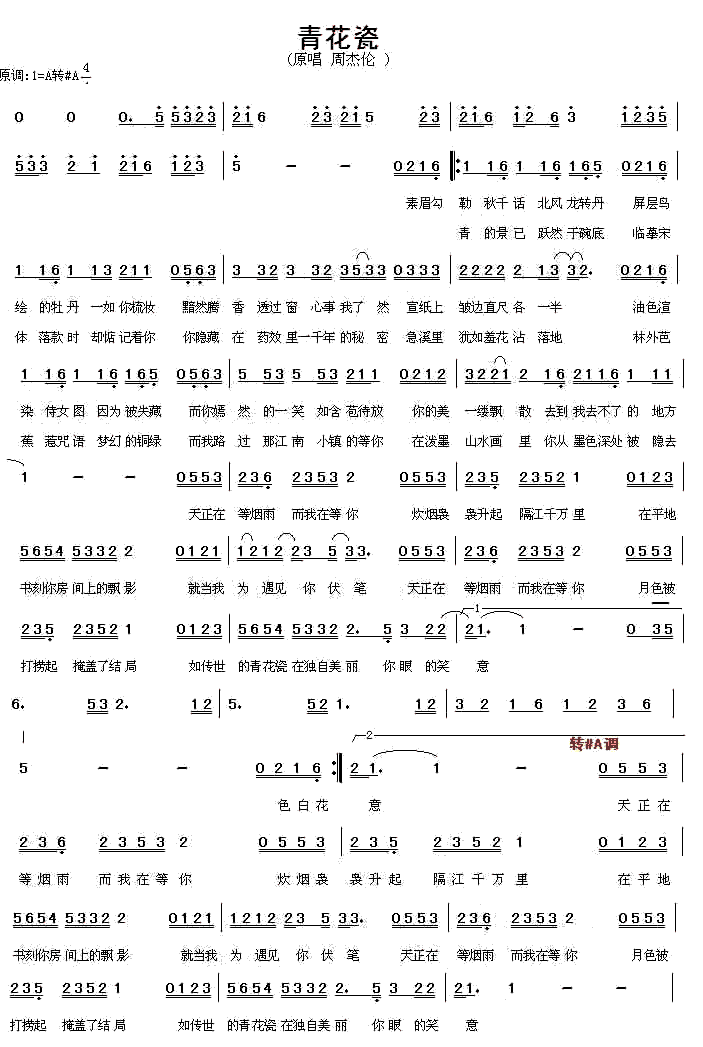 青花瓷
(原唱 周杰伦 )
原调:1=A转#A 4
0 0 0. 5 5323 | 216 23 215 23 | 216 12 6 3 1235 |
533 2 1 216 123 | 5 — — 0216 |: 1 16 1 16 165 0216 |
素眉勾 勒 秋千 话 北风 龙转丹 屏层鸟
青 的景 已 跃然 于碗底 临摹宋
1 16 1 13 211 0563 | 3 32 3 32 3533 0333 | 2222 2 13 32. 0216 |
绘 的牡 丹 一如 你梳妆 黯然腾 香 透过 窗 心事 我了 然 宣纸上 皱边直尺 各 一半 油色渲
体 落款 时 却惦 记着你 你隐藏 在 药效 里一千年的秘 密 急溪里 犹如羞花 沾 落地 林外芭
1 16 1 16 165 0563 | 5 53 5 53 211 0533 | 3221 2 16 2116 1 11 |
染 侍女 图 因为 被失藏 而你嫣 然 的一 笑 如含 苞待放 你的美 一缕飘 散 去到 我去不了 的 地方
蕉 惹咒 语 梦幻 的铜绿 而我路 过 那江 南 小镇 的等你 在泼墨 山水画 里 你从 墨色深处 被 隐去
1 — — 0553 | 236 2353 2 0553 | 235 2352 1 0123 |
天正在 等烟雨 而我在等 你 炊烟袅 袅升起 隔江千万 里 在平地
5654 5332 2 0121 | 1212 23 5 33. 0553 | 236 2353 2 0553 |
书刻你房 间上的飘 影 就当我 为 遇见 你 伏 笔 天正在 等烟雨 而我在等 你 月色被
235 2352 1 0123 | 5654 5332 2. 5 3 22 | 1 21. 1 — 0 35 |
打捞起 掩盖了结 局 如传世 的青花瓷 在独自美 丽 你 眼 的笑 意
6. 53 2. 12 | 5. 52 1. 12 | 3 2 1 6 1 2 3 6 |
转#A调
5 — — 0216 :| 2 2 1. 1 — 0553 |
色白花 意 天正在
236 2353 2 0553 | 235 2352 1 0123 |
等烟雨 而我在等 你 炊烟袅 袅升起 隔江千万 里 在平地
5654 5332 2 0121 | 1212 23 5 33. 0553 | 236 2353 2 0553 |
书刻你房 间上的飘 影 就当我 为 遇见 你 伏 笔 天正在 等烟雨 而我在等 你 月色被
235 2352 1 0123 | 5654 5332 2. 5 3 22 | 21. 1 — 0 |
打捞起 掩盖了结 局 如传世 的青花瓷 在独自美 丽 你 眼 的笑 意